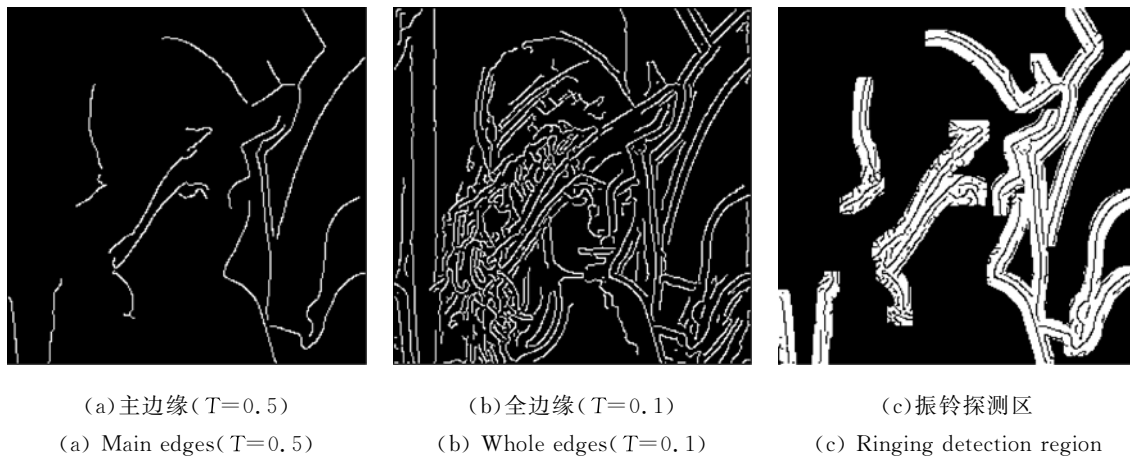 (a)主边缘(T=0.5)
(b)全边缘(T=0.1)
(c)振铃探测区
(a) Main edges(T=0.5)
(b) Whole edges(T=0.1)
(c) Ringing detection region